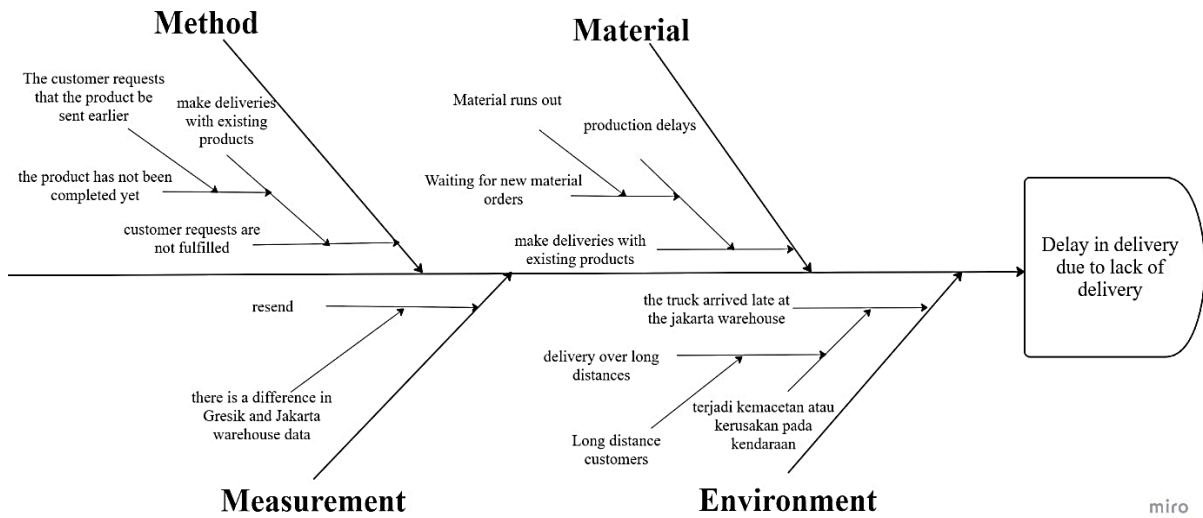 Method
Material
The customer requests
that the product be
sent earlier
make deliveries
with existing
products
the product has not been
completed yet
customer requests are
not fulfilled
Material runs out
production delays
Waiting for new material
orders
make deliveries with
existing products
Delay in delivery
due to lack of
delivery
resend
there is a difference in
Gresik and Jakarta
warehouse data
the truck arrived late at
the jakarta warehouse
delivery over long
distances
Long distance
customers
terjadi kemacetan atau
kerusakan pada
kendaraan
Measurement
Environment
miro